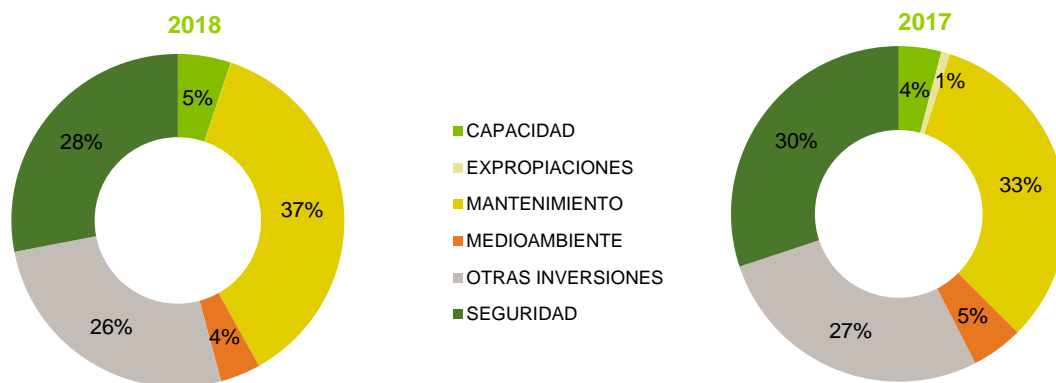 2018
5%
37%
4%
26%
28%
CAPACIDAD
EXPROPIACIONES
MANTENIMIENTO
MEDIOAMBIENTE
OTRAS INVERSIONES
SEGURIDAD
2017
4%
1%
33%
5%
27%
30%